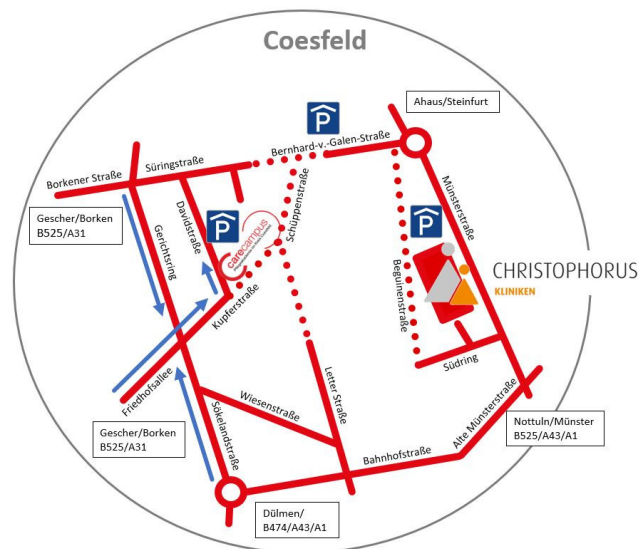 Coesfeld
Ahaus/Steinfurt
P
Bernhard-v.-Galen-Straße
Süringstraße
Borkener Straße
Gescher/Borken
B525/A31
Davidstraße
Gerichtsring
P
carecampus
Schüppenstraße
Kupferstraße
Münsterstraße
P
Beguinenstraße
CHRISTOPHORUS
KLINIKEN
Südring
Friedhofsallee
Letter Straße
Wiesenstraße
Sökelandstraße
Gescher/Borken
B525/A31
Alte Münsterstraße
Nottuln/Münster
B525/A43/A1
Bahnhofstraße
Dülmen/
B474/A43/A1